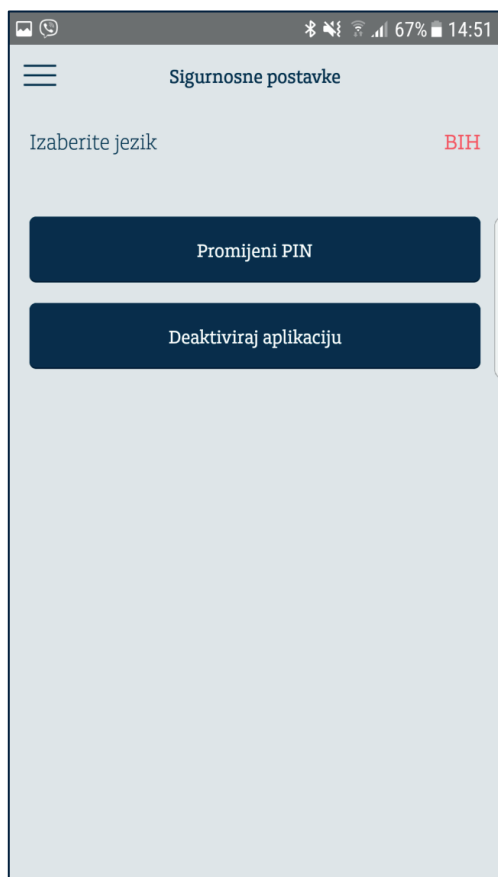 67% 14:51
Sigurnosne postavke
Izaberite jezik BIH
Promijeni PIN
Deaktiviraj aplikaciju